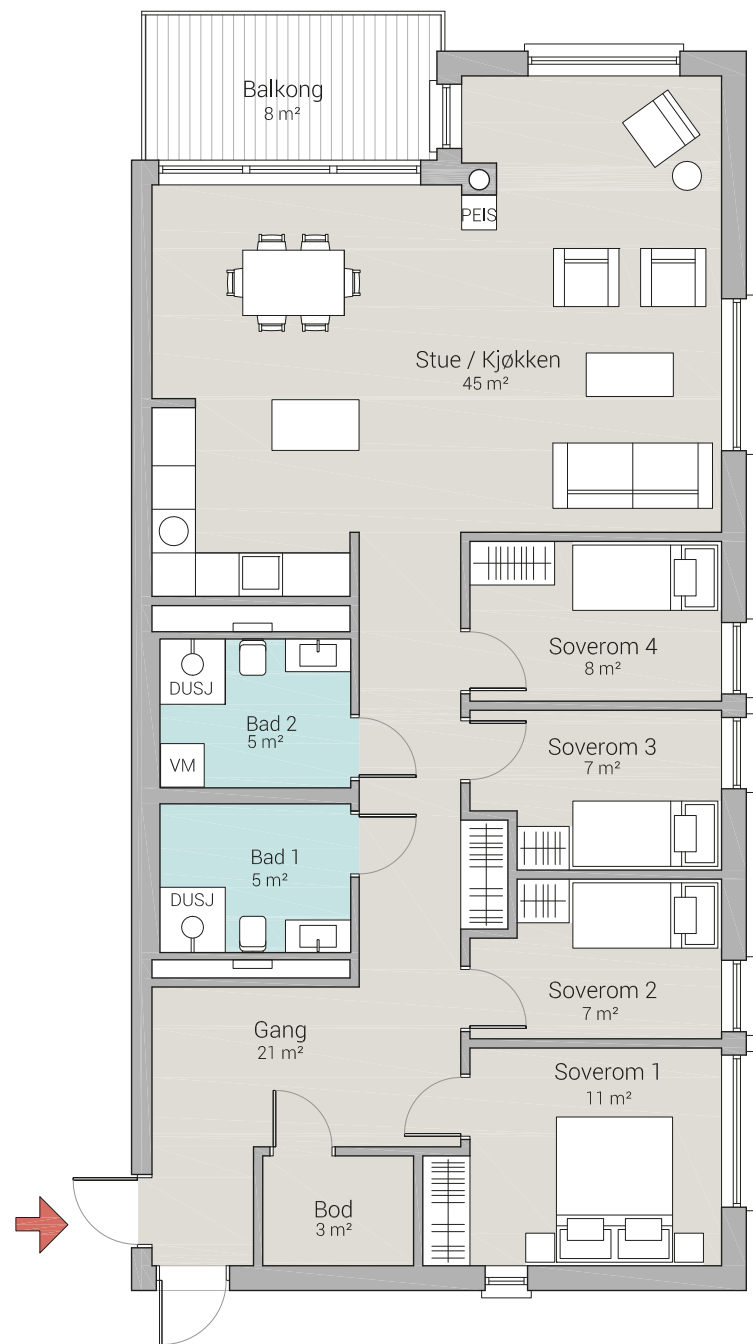 Balkong
8 m²
PEIS
Stue / Kjøkken
45 m²
Soverom 4
8 m²
DUSJ
Bad 2
5 m²
VM
Soverom 3
7 m²
Bad 1
5 m²
DUSJ
Soverom 2
7 m²
Gang
21 m²
Soverom 1
11 m²
Bod
3 m²